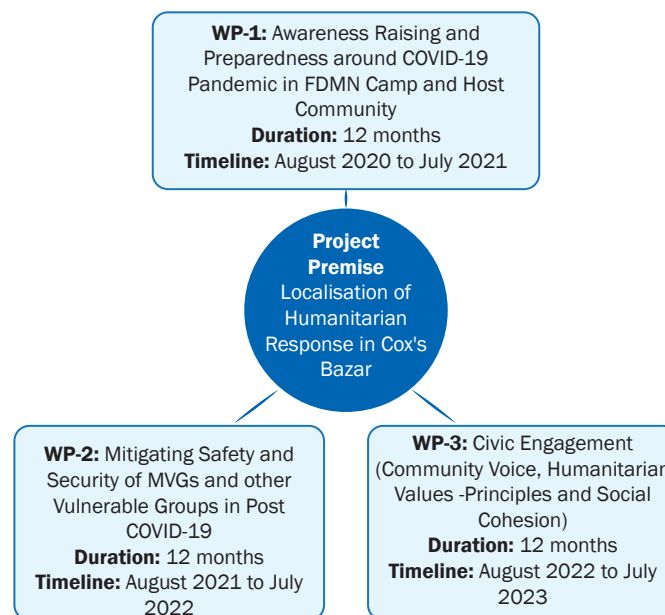 WP-1: Awareness Raising and
Preparedness around COVID-19
Pandemic in FDMN Camp and Host
Community
Duration: 12 months
Timeline: August 2020 to July 2021
Project
Premise
Localisation of
Humanitarian
Response in Cox's
Bazar
WP-2: Mitigating Safety and
Security of MVGs and other
Vulnerable Groups in Post
COVID-19
Duration: 12 months
Timeline: August 2021 to July
2022
WP-3: Civic Engagement
(Community Voice, Humanitarian
Values -Principles and Social
Cohesion)
Duration: 12 months
Timeline: August 2022 to July
2023